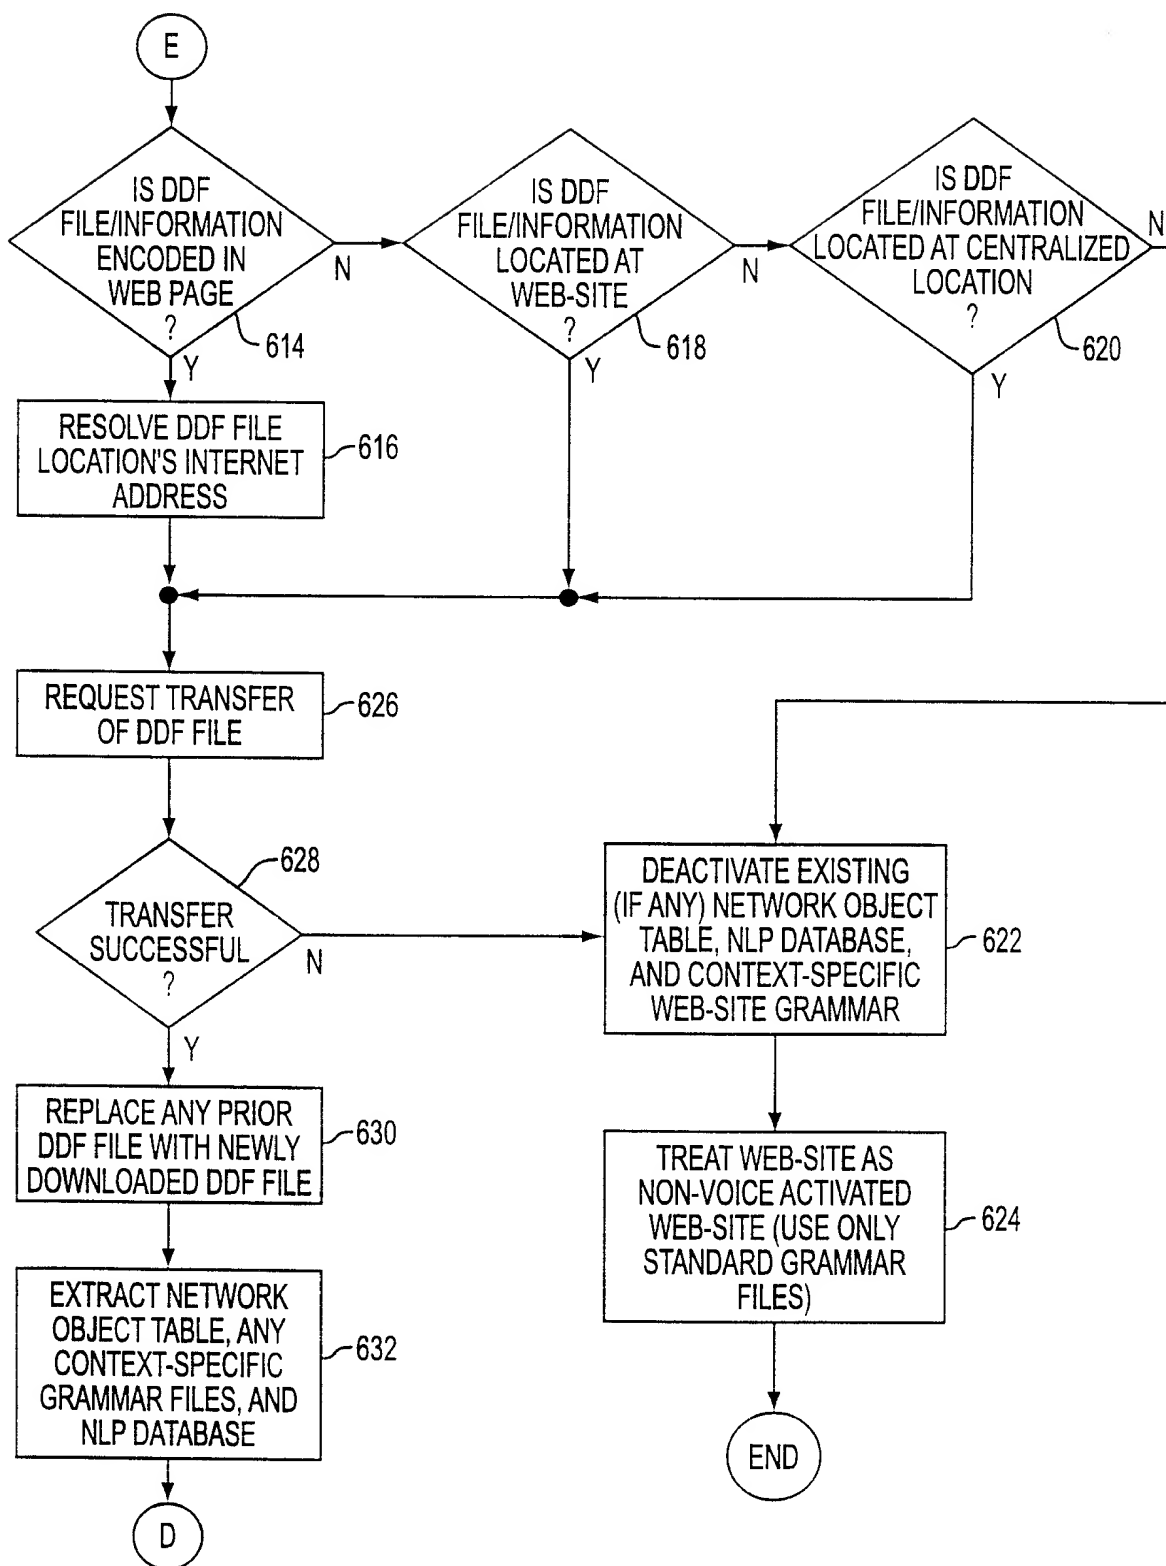 E
IS DDF
FILE/INFORMATION
ENCODED IN
WEB PAGE
?
614
N
Y
IS DDF
FILE/INFORMATION
LOCATED AT
WEB-SITE
?
618
N
Y
IS DDF
FILE/INFORMATION
LOCATED AT CENTRALIZED
LOCATION
?
620
N
Y
RESOLVE DDF FILE
LOCATION'S INTERNET
ADDRESS
616
REQUEST TRANSFER
OF DDF FILE
626
TRANSFER
SUCCESSFUL
?
628
N
Y
DEACTIVATE EXISTING
(IF ANY) NETWORK OBJECT
TABLE, NLP DATABASE,
AND CONTEXT-SPECIFIC
WEB-SITE GRAMMAR
622
REPLACE ANY PRIOR
DDF FILE WITH NEWLY
DOWNLOADED DDF FILE
630
TREAT WEB-SITE AS
NON-VOICE ACTIVATED
WEB-SITE (USE ONLY
STANDARD GRAMMAR
FILES)
624
EXTRACT NETWORK
OBJECT TABLE, ANY
CONTEXT-SPECIFIC
GRAMMAR FILES, AND
NLP DATABASE
632
END
D